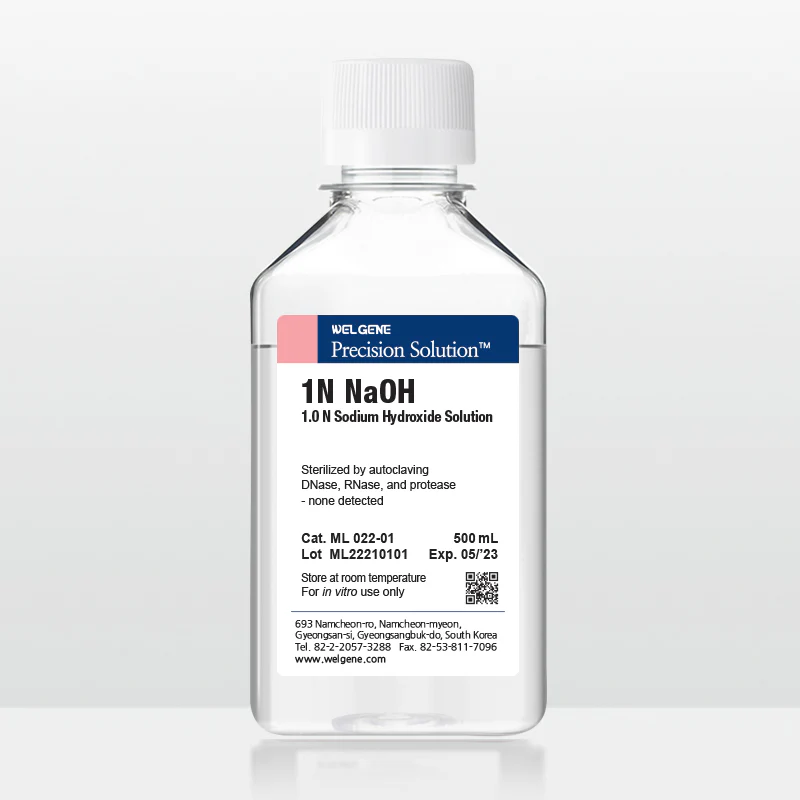 WELGENE
Precision Solution™
1N NaOH
1.0 N Sodium Hydroxide Solution
Sterilized by autoclaving
DNase, RNase, and protease
- none detected
Cat. ML 022-01 500 mL
Lot ML22210101 Exp. 05/'23
Store at room temperature
For in vitro use only
693 Namcheon-ro, Namcheon-myeon,
Gyeongsan-si, Gyeongsangbuk-do, South Korea
Tel. 82-2-2057-3288 Fax. 82-53-811-7096
www.welgene.com